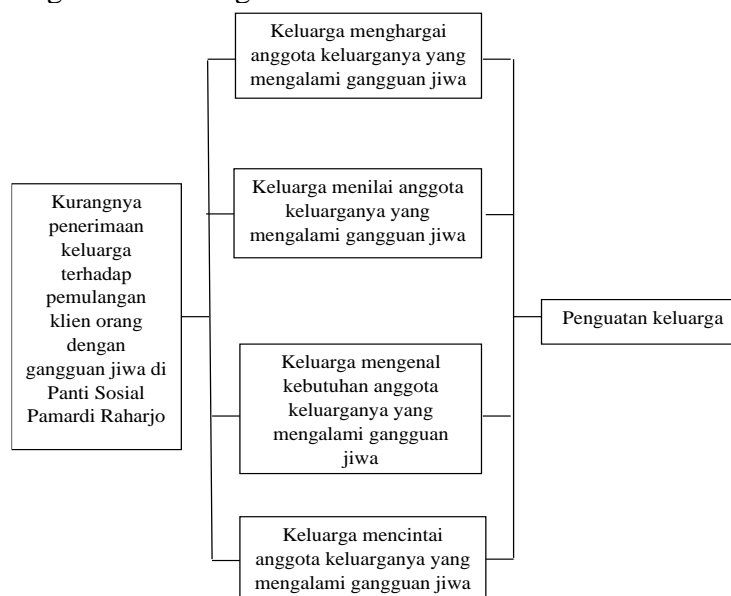 Keluarga menghargai
anggota keluarganya yang
mengalami gangguan jiwa
Keluarga menilai anggota
keluarganya yang
mengalami gangguan jiwa
Kurangnya
penerimaan
keluarga
terhadap
pemulangan
klien orang
dengan
gangguan jiwa di
Panti Sosial
Pamardi Raharjo
Penguatan keluarga
Keluarga mengenal
kebutuhan anggota
keluarganya yang
mengalami gangguan
jiwa
Keluarga mencintai
anggota keluarganya yang
mengalami gangguan jiwa